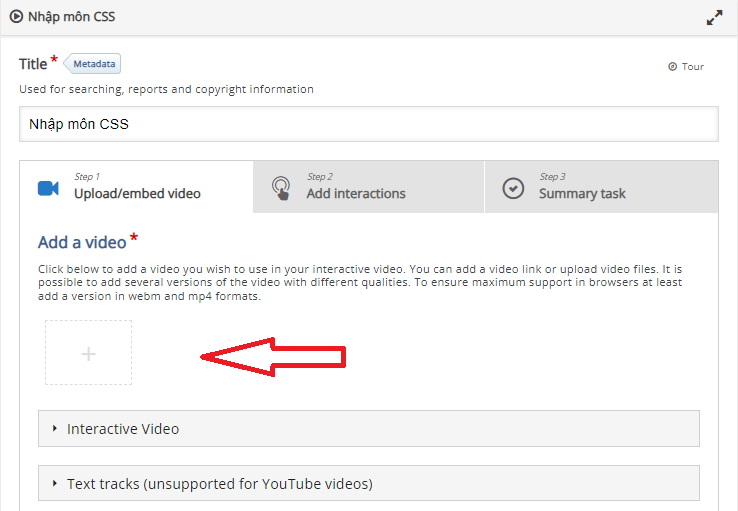 Nhập môn CSS
Title * Metadata
Tour
Used for searching, reports and copyright information
Nhập môn CSS
Step 1
Upload/embed video
Step 2
Add interactions
Step 3
Summary task
Add a video *
Click below to add a video you wish to use in your interactive video. You can add a video link or upload video files. It is
possible to add several versions of the video with different qualities. To ensure maximum support in browsers at least
add a version in webm and mp4 formats.
+
Interactive Video
Text tracks (unsupported for YouTube videos)